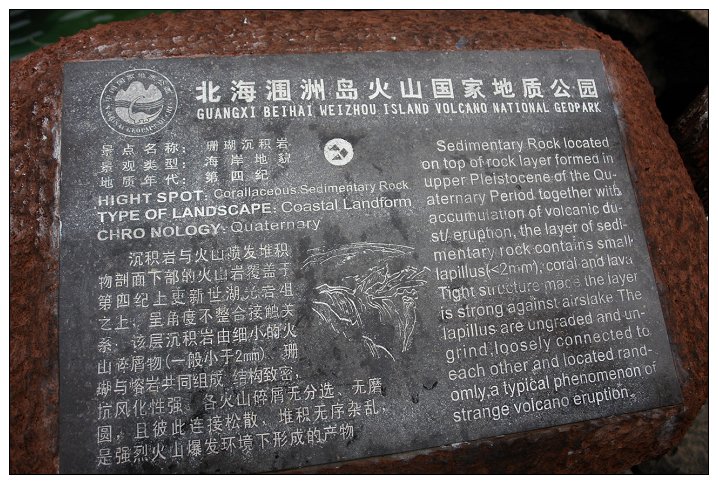 北海涠洲岛火山国家地质公园
GUANGXI BEIHAI WEIZHOU ISLAND VOLCANO NATIONAL GEOPARK
景点名称：珊瑚沉积岩
景观类型：海岸地貌
地质年代：第四纪
HIGHT SPOT: Corallaceous Sedimentary Rock
TYPE OF LANDSCAPE: Coastal Landform
CHRO NOLOGY: Quaternary
沉积岩与火山喷发堆积
物剖面下部的火山岩覆盖于
第四纪上更新世湖光岩组
之上，呈角度不整合接触关
系；该层沉积岩由细小的火
山碎屑物(一般小于2mm)、珊
瑚与熔岩共同组成 结构致密，
抗风化性强。各火山碎屑无分选、无磨
圆，且彼此连接松散，堆积无序杂乱，
是强烈火山爆发环境下形成的产物
Sedimentary Rock located
on top of rock layer formed in
upper Pleistocene of the Qu-
aternary Period together with
accumulation of volcanic du-
st/ eruption, the layer of sedi-
mentary rock contains small
lapillus(<2mm), coral and lava
Tight structure made the layer
is strong against airslake. The
lapillus are ungraded and un-
grind, loosely connected to
each other and located rand-
omly, a typical phenomenon of
strange volcano eruption.